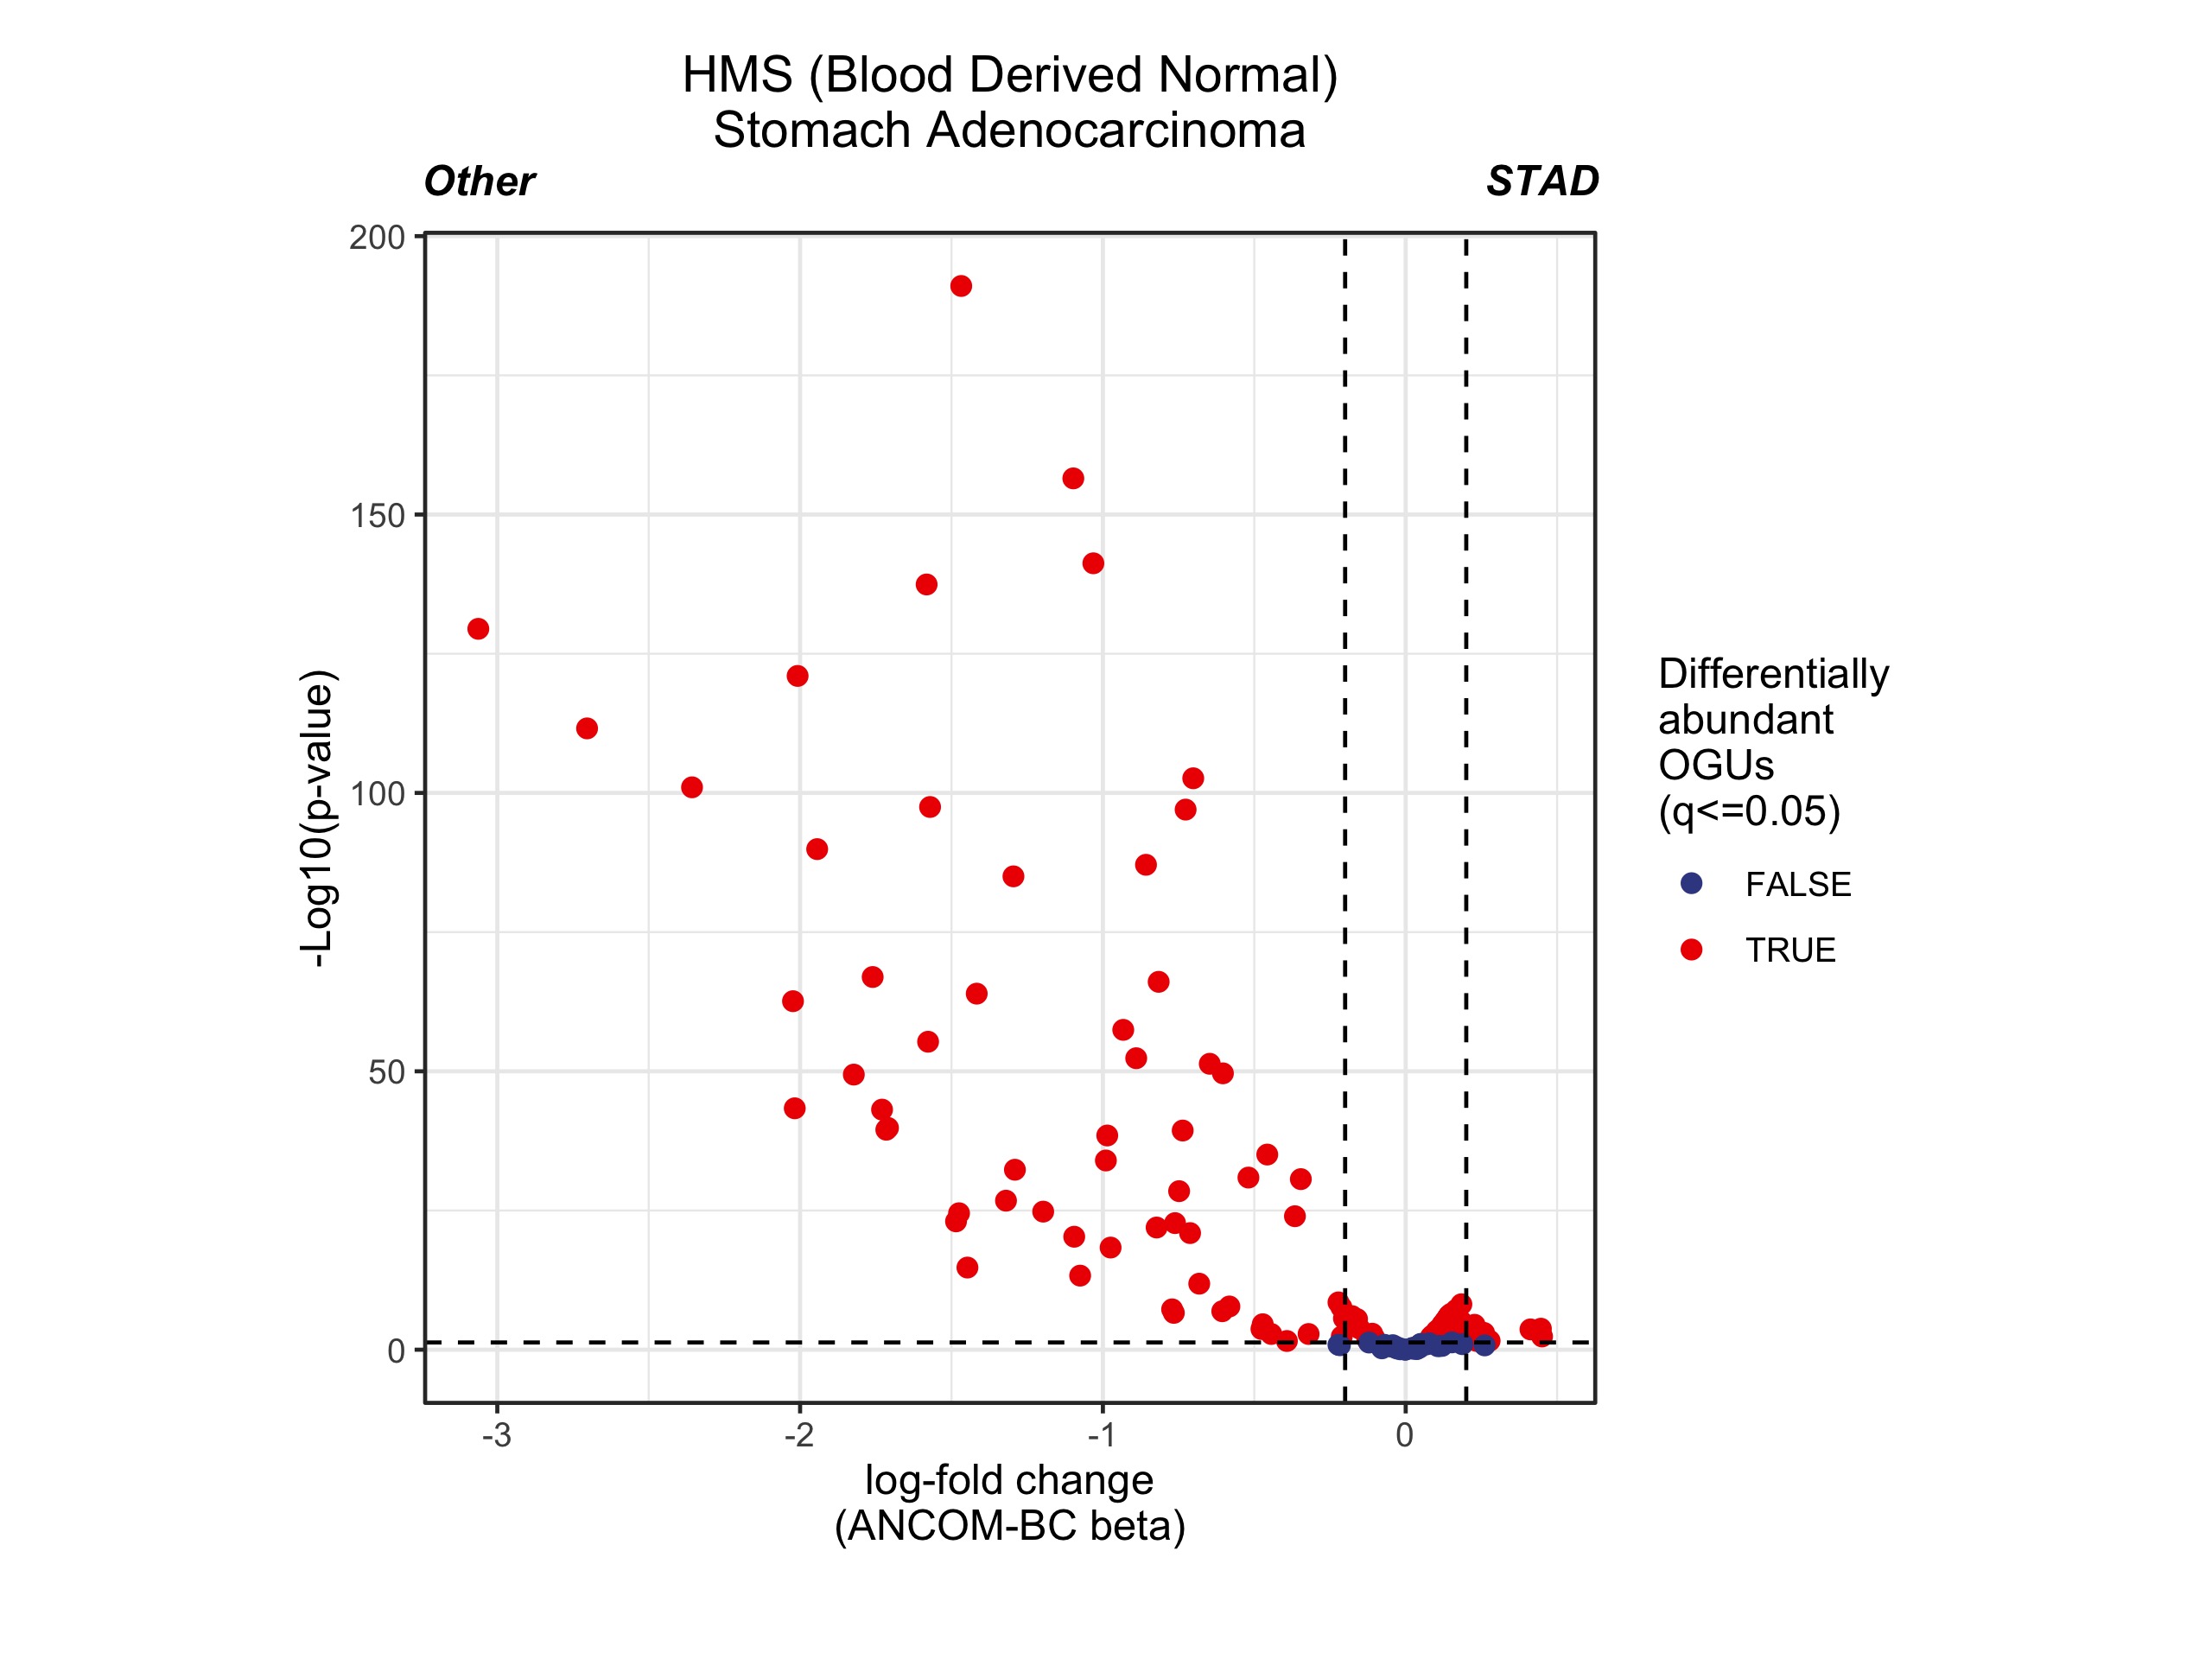 HMS (Blood Derived Normal)
Stomach Adenocarcinoma
Other
STAD
200
150
100
50
0
-Log10(p-value)
-3
-2
-1
0
log-fold change
(ANCOM-BC beta)
Differentially
abundant
OGUs
(q<=0.05)
FALSE
TRUE